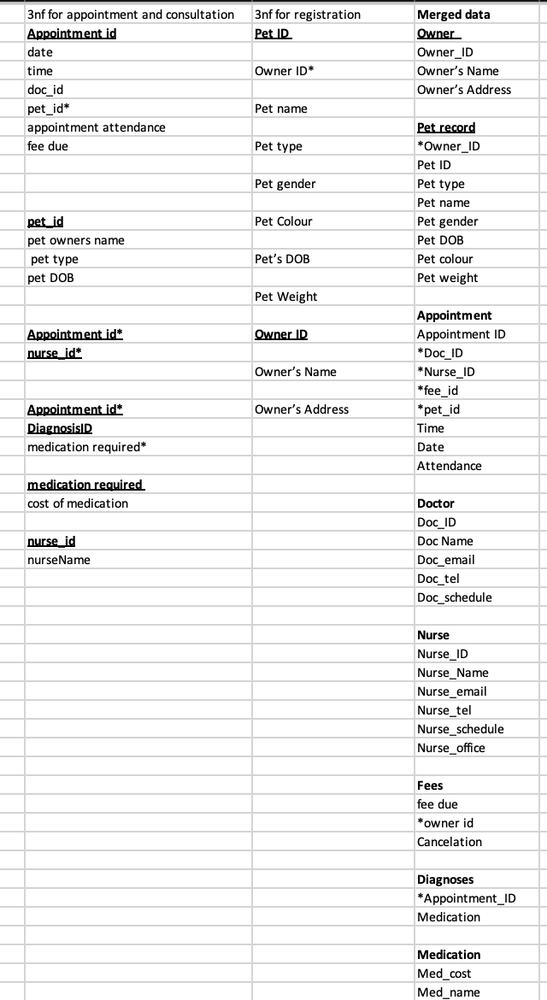 3nf for appointment and consultation
Appointment id
date
time
doc_id
pet_id*
appointment attendance
fee due
pet_id
pet owners name
pet type
pet DOB
Appointment id*
nurse_id*
Appointment id*
DiagnosisID
medication required*
medication required
cost of medication
nurse_id
nurseName
3nf for registration
Pet ID
Owner ID*
Pet name
Pet type
Pet gender
Pet Colour
Pet's DOB
Pet Weight
Owner ID
Owner's Name
Owner's Address
Merged data
Owner
Owner_ID
Owner's Name
Owner's Address
Pet record
*Owner_ID
Pet ID
Pet type
Pet name
Pet gender
Pet DOB
Pet colour
Pet weight
Appointment
Appointment ID
*Doc_ID
*Nurse_ID
*fee_id
*pet_id
Time
Date
Attendance
Doctor
Doc_ID
Doc Name
Doc_email
Doc_tel
Doc_schedule
Nurse
Nurse_ID
Nurse_Name
Nurse_email
Nurse_tel
Nurse_schedule
Nurse_office
Fees
fee due
*owner id
Cancelation
Diagnoses
*Appointment_ID
Medication
Medication
Med_cost
Med_name